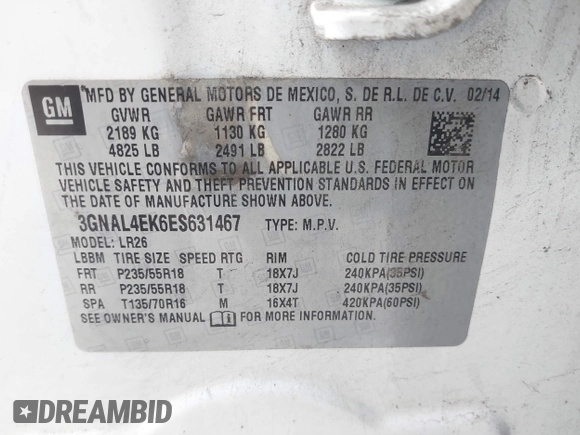 GM
MFD BY GENERAL MOTORS DE MEXICO, S. DE R.L. DE C.V. 02/14
GVWR GAWR FRT GAWR RR
2189 KG 1130 KG 1280 KG
4825 LB 2491 LB 2822 LB
THIS VEHICLE CONFORMS TO ALL APPLICABLE U.S. FEDERAL MOTOR
VEHICLE SAFETY AND THEFT PREVENTION STANDARDS IN EFFECT ON
THE DATE OF MANUFACTURE SHOWN ABOVE.
3GNAL4EK6ES631467 TYPE: M.P.V.
MODEL: LR26
LBBM TIRE SIZE SPEED RTG RIM COLD TIRE PRESSURE
FRT P235/55R18 T 18X7J 240KPA(35PSI)
RR P235/55R18 T 18X7J 240KPA(35PSI)
SPA T135/70R16 M 16X4T 420KPA(60PSI)
SEE OWNER'S MANUAL FOR MORE INFORMATION.
DREAMBID